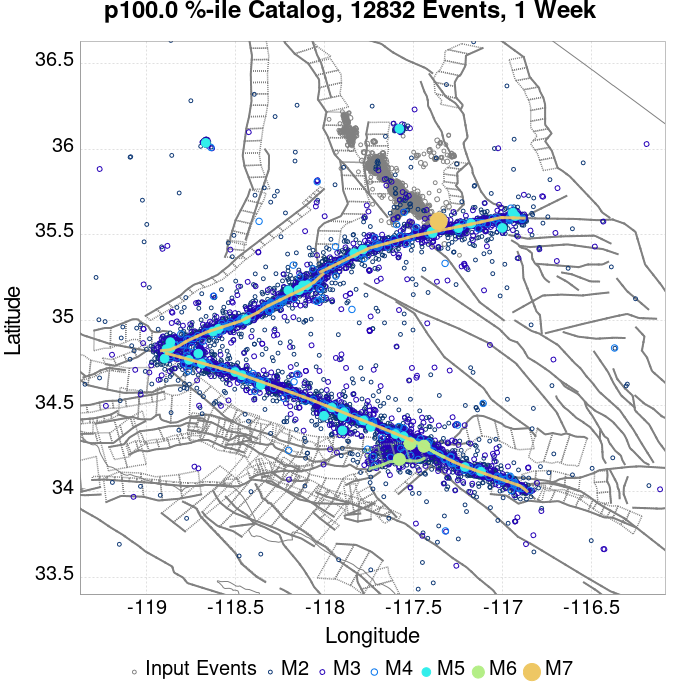 p100.0 %-ile Catalog, 12832 Events, 1 Week
36.5
36
35.5
35
34.5
34
33.5
Latitude
-119
-118.5
-118
-117.5
-117
-116.5
Longitude
Input Events
M2
M3
M4
M5
M6
M7